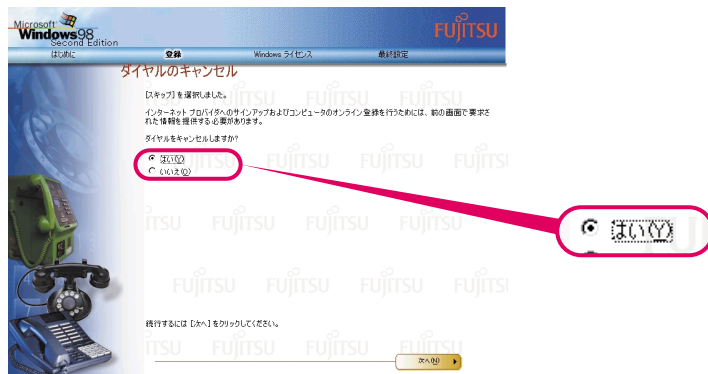 Microsoft
Windows98
Second Edition
FUJITSU
はじめに 登録 Windows ライセンス 最終設定
ダイヤルのキャンセル
[スキップ] を選択しました。
インターネット プロバイダへのサインアップおよびコンピュータのオンライン登録を行うためには、前の画面で要求さ
れた情報を提供する必要があります。
ダイヤルをキャンセルしますか?
はい(Y)
いいえ(O)
はい(Y)
続行するには [次へ] をクリックしてください。
次へ(N)